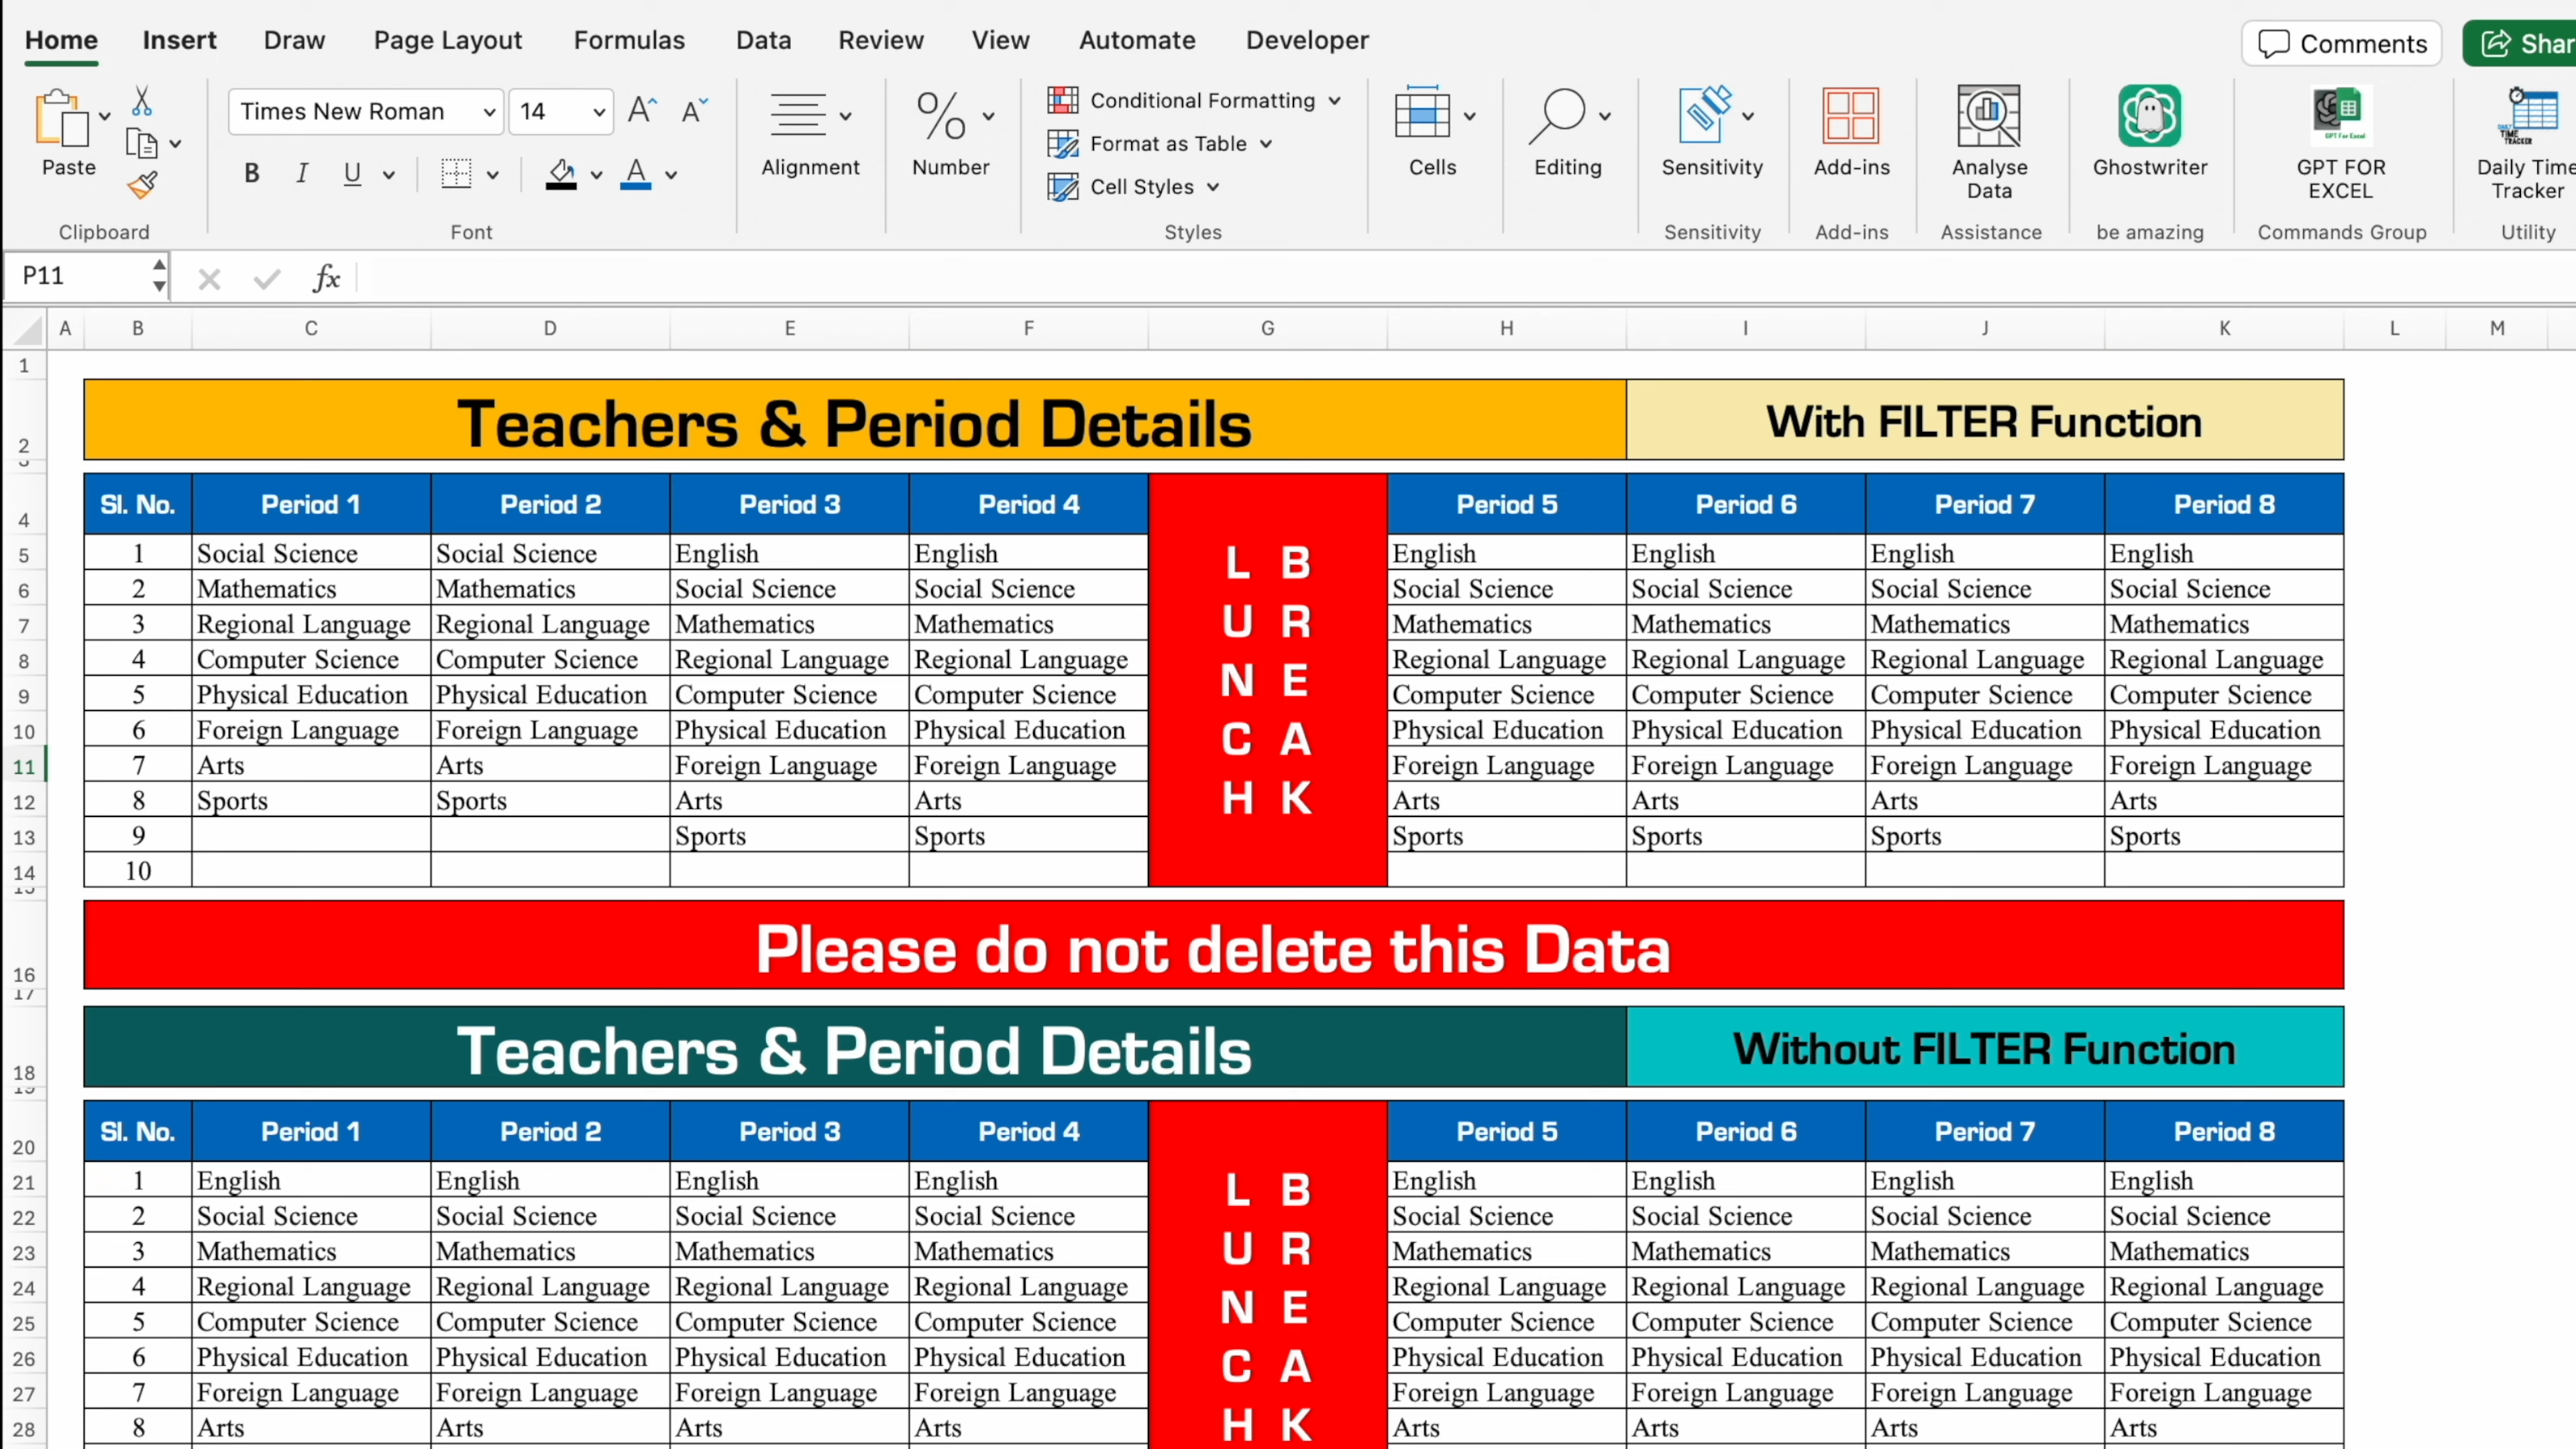 Home Insert Draw Page Layout Formulas Data Review View Automate Developer Comments Shar
Times New Roman 14 Conditional Formatting
Format as Table
Paste B I U A Alignment Number Cell Styles Cells Editing Sensitivity Add-ins Analyse Data Ghostwriter GPT FOR EXCEL Daily Time Tracker
Clipboard Font Styles Sensitivity Add-ins Assistance be amazing Commands Group Utility
P11 fx
A B C D E F G H I J K L M
1
2 Teachers & Period Details With FILTER Function
4 Sl. No. Period 1 Period 2 Period 3 Period 4 Period 5 Period 6 Period 7 Period 8
5 1 Social Science Social Science English English L B English English English English
6 2 Mathematics Mathematics Social Science Social Science Social Science Social Science Social Science Social Science
7 3 Regional Language Regional Language Mathematics Mathematics U R Mathematics Mathematics Mathematics Mathematics
8 4 Computer Science Computer Science Regional Language Regional Language Regional Language Regional Language Regional Language Regional Language
9 5 Physical Education Physical Education Computer Science Computer Science N E Computer Science Computer Science Computer Science Computer Science
10 6 Foreign Language Foreign Language Physical Education Physical Education C A Physical Education Physical Education Physical Education Physical Education
11 7 Arts Arts Foreign Language Foreign Language Foreign Language Foreign Language Foreign Language Foreign Language
12 8 Sports Sports Arts Arts H K Arts Arts Arts Arts
13 9 Sports Sports Sports Sports Sports Sports
14 10
16 Please do not delete this Data
18 Teachers & Period Details Without FILTER Function
20 Sl. No. Period 1 Period 2 Period 3 Period 4 Period 5 Period 6 Period 7 Period 8
21 1 English English English English L B English English English English
22 2 Social Science Social Science Social Science Social Science Social Science Social Science Social Science Social Science
23 3 Mathematics Mathematics Mathematics Mathematics U R Mathematics Mathematics Mathematics Mathematics
24 4 Regional Language Regional Language Regional Language Regional Language Regional Language Regional Language Regional Language Regional Language
25 5 Computer Science Computer Science Computer Science Computer Science N E Computer Science Computer Science Computer Science Computer Science
26 6 Physical Education Physical Education Physical Education Physical Education C A Physical Education Physical Education Physical Education Physical Education
27 7 Foreign Language Foreign Language Foreign Language Foreign Language Foreign Language Foreign Language Foreign Language Foreign Language
28 8 Arts Arts Arts Arts H K Arts Arts Arts Arts